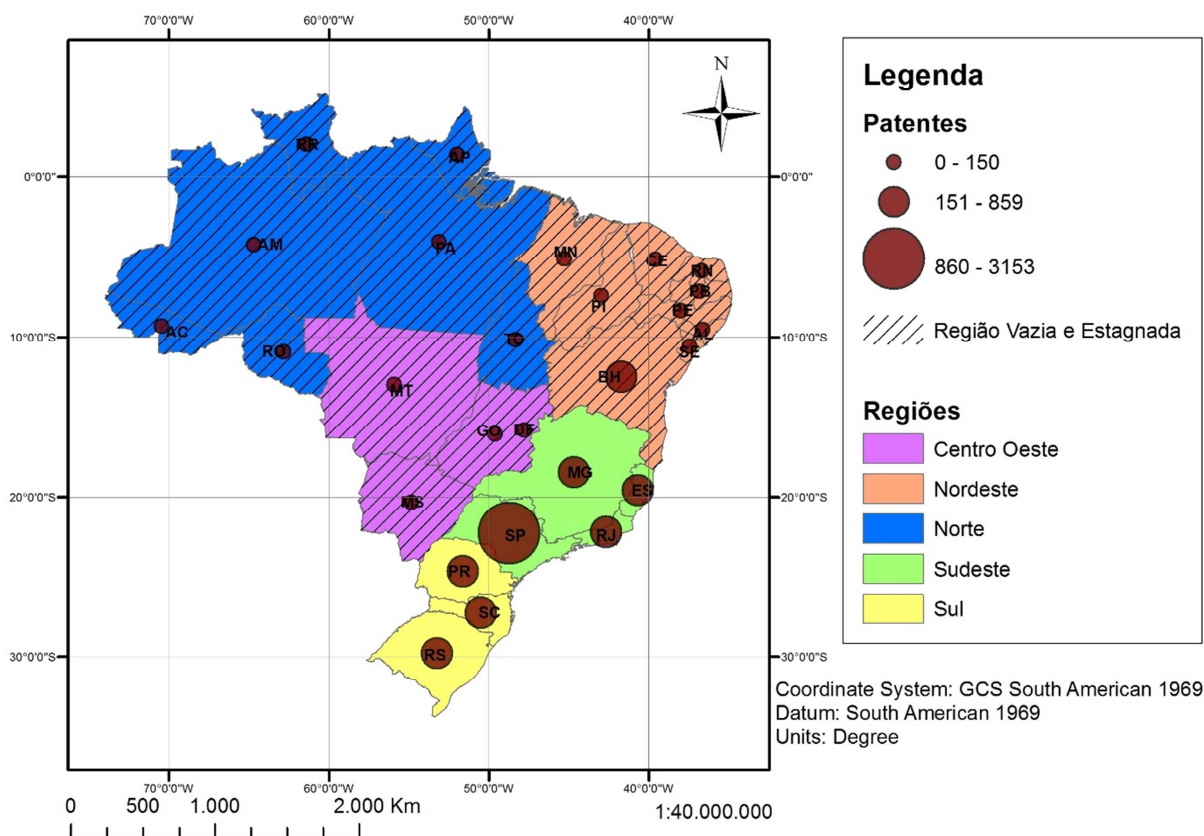 70°0'0"W
60°0'0"W
50°0'0"W
40°0'0"W
N
0°0'0"
10°0'0"S
20°0'0"S
30°0'0"S
0°0'0"
10°0'0"S
20°0'0"S
30°0'0"S
RR
AP
AM
PA
MN
CE
RN
PB
PI
PE
AL
AC
TO
SE
RO
BH
MT
GO
DF
MG
ES
MS
SP
RJ
PR
SC
RS
70°0'0"W
60°0'0"W
50°0'0"W
40°0'0"W
0 500 1.000 2.000 Km
1:40.000.000
Legenda
Patentes
0 - 150
151 - 859
860 - 3153
Região Vazia e Estagnada
Regiões
Centro Oeste
Nordeste
Norte
Sudeste
Sul
Coordinate System: GCS South American 1969
Datum: South American 1969
Units: Degree